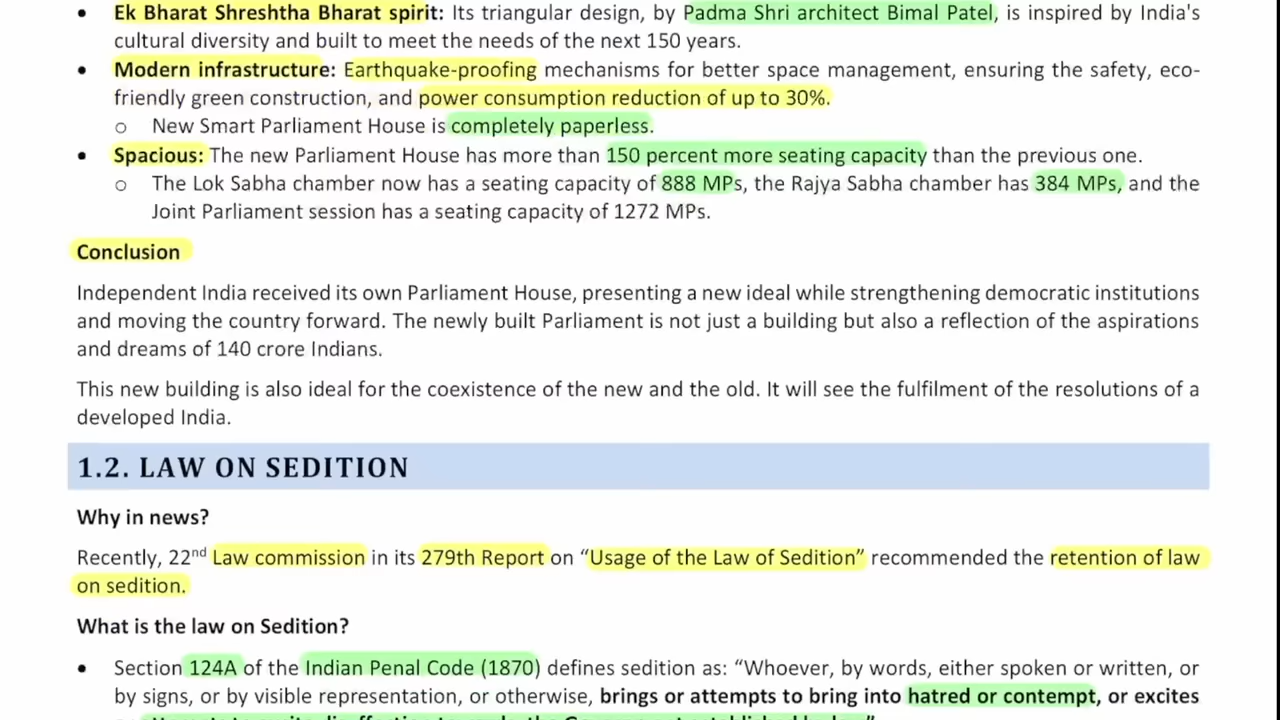 • Ek Bharat Shreshtha Bharat spirit: Its triangular design, by Padma Shri architect Bimal Patel, is inspired by India's
cultural diversity and built to meet the needs of the next 150 years.
• Modern infrastructure: Earthquake-proofing mechanisms for better space management, ensuring the safety, eco-
friendly green construction, and power consumption reduction of up to 30%.
o New Smart Parliament House is completely paperless.
• Spacious: The new Parliament House has more than 150 percent more seating capacity than the previous one.
o The Lok Sabha chamber now has a seating capacity of 888 MPs, the Rajya Sabha chamber has 384 MPs, and the
Joint Parliament session has a seating capacity of 1272 MPs.
Conclusion
Independent India received its own Parliament House, presenting a new ideal while strengthening democratic institutions
and moving the country forward. The newly built Parliament is not just a building but also a reflection of the aspirations
and dreams of 140 crore Indians.
This new building is also ideal for the coexistence of the new and the old. It will see the fulfilment of the resolutions of a
developed India.
1.2. LAW ON SEDITION
Why in news?
Recently, 22nd Law commission in its 279th Report on “Usage of the Law of Sedition” recommended the retention of law
on sedition.
What is the law on Sedition?
• Section 124A of the Indian Penal Code (1870) defines sedition as: “Whoever, by words, either spoken or written, or
by signs, or by visible representation, or otherwise, brings or attempts to bring into hatred or contempt, or excites